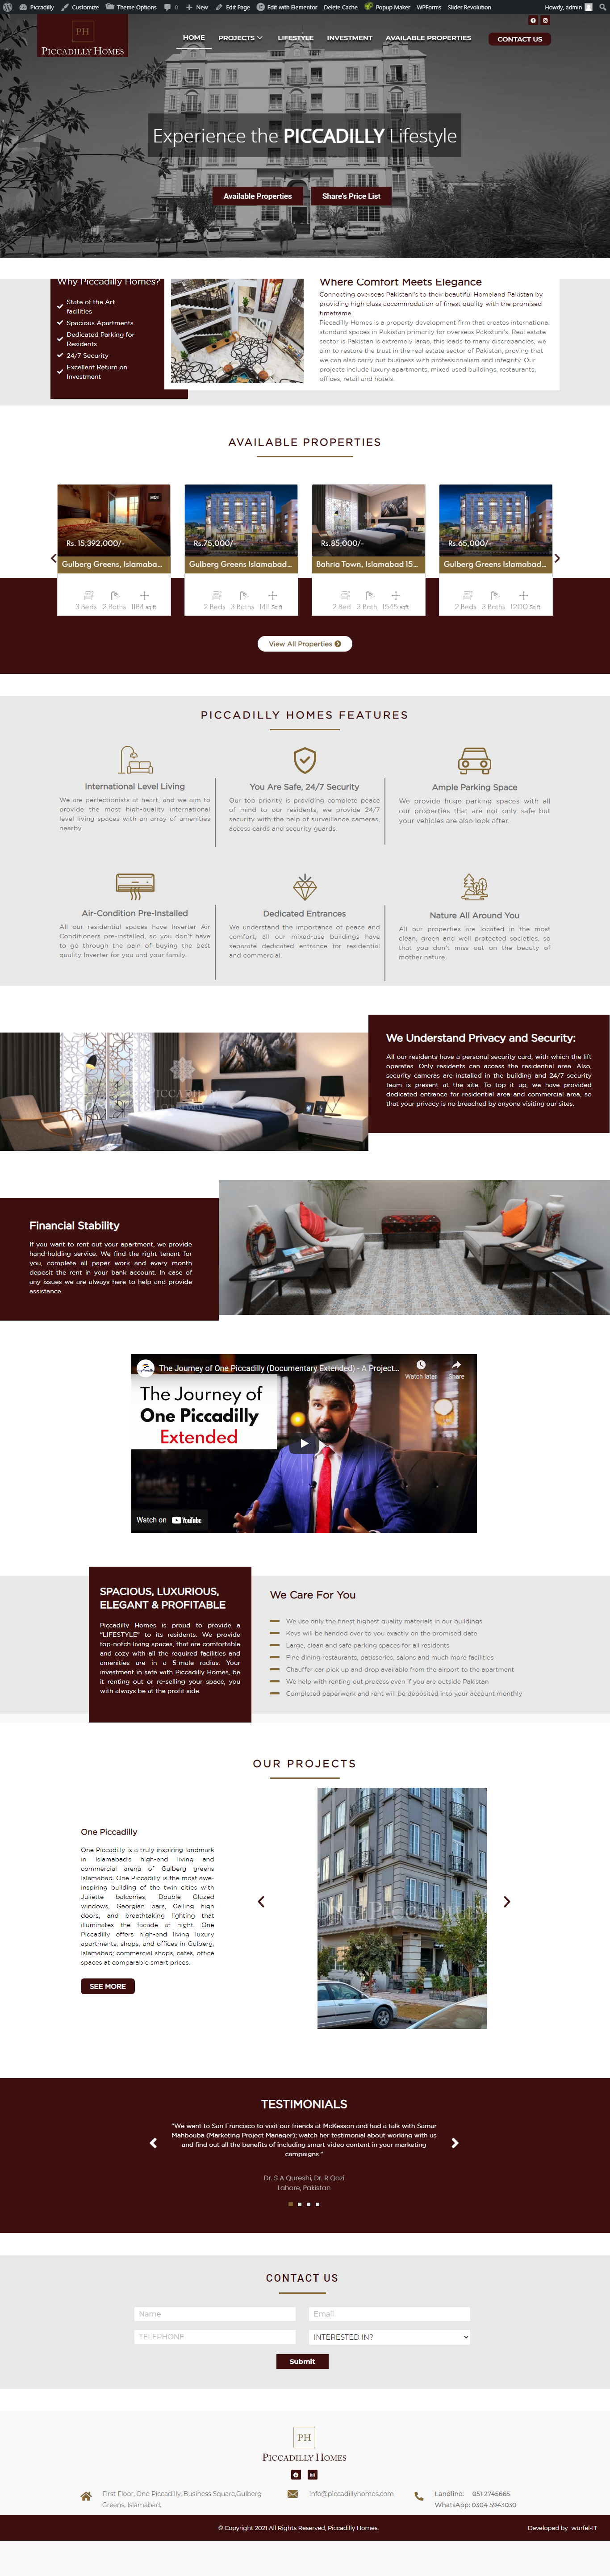 Piccadilly Customize Theme Options 0 New Edit Page Edit with Elementor Delete Cache Popup Maker WPForms Slider Revolution Howdy, admin
PH
PICCADILLY HOMES
HOME PROJECTS LIFESTYLE INVESTMENT AVAILABLE PROPERTIES CONTACT US
Experience the PICCADILLY Lifestyle
Available Properties Share's Price List
Why Piccadilly Homes?
State of the Art
facilities
Spacious Apartments
Dedicated Parking for
Residents
24/7 Security
Excellent Return on
Investment
Where Comfort Meets Elegance
Connecting overseas Pakistani's to their beautiful Homeland Pakistan by
providing high class accommodation of finest quality with the promised
timeframe.
Piccadilly Homes is a property development firm that creates international
standard spaces in Pakistan primarily for overseas Pakistani's. Real estate
sector is Pakistan is extremely large, this leads to many discrepancies, we
aim to restore the trust in the real estate sector of Pakistan, proving that
we can also carry out business with professionalism and integrity. Our
projects include luxury apartments, mixed used buildings, restaurants,
offices, retail and hotels.
AVAILABLE PROPERTIES
HOT
Rs. 15,392,000/-
Gulberg Greens, Islamaba...
3 Beds 2 Baths 1184 sq ft
Rs.75,000/-
Gulberg Greens Islamabad...
2 Beds 3 Baths 1411 Sq ft
Rs.85,000/-
Bahria Town, Islamabad 15...
2 Bed 3 Bath 1545 sqft
Rs.65,000/-
Gulberg Greens Islamabad...
2 Beds 3 Baths 1200 Sq ft
View All Properties
PICCADILLY HOMES FEATURES
International Level Living
We are perfectionists at heart, and we aim to
provide the most high-quality international
level living spaces with an array of amenities
nearby.
You Are Safe, 24/7 Security
Our top priority is providing complete peace
of mind to our residents, we provide 24/7
security with the help of surveillance cameras,
access cards and security guards.
Ample Parking Space
We provide huge parking spaces with all
our properties that are not only safe but
your vehicles are also look after.
Air-Condition Pre-Installed
All our residential spaces have Inverter Air
Conditioners pre-installed, so you don't have
to go through the pain of buying the best
quality Inverter for you and your family.
Dedicated Entrances
We understand the importance of peace and
comfort, all our mixed-use buildings have
separate dedicated entrance for residential
and commercial.
Nature All Around You
All our properties are located in the most
clean, green and well protected societies, so
that you don't miss out on the beauty of
mother nature.
We Understand Privacy and Security:
All our residents have a personal security card, with which the lift
operates. Only residents can access the residential area. Also,
security cameras are installed in the building and 24/7 security
team is present at the site. To top it up, we have provided
dedicated entrance for residential area and commercial area, so
that your privacy is no breached by anyone visiting our sites.
Financial Stability
If you want to rent out your apartment, we provide
hand-holding service. We find the right tenant for
you, complete all paper work and every month
deposit the rent in your bank account. In case of
any issues we are always here to help and provide
assistance.
The Journey of One Piccadilly (Documentary Extended) - A Project...
Watch later Share
The Journey of
One Piccadilly
Extended
Watch on YouTube
SPACIOUS, LUXURIOUS,
ELEGANT & PROFITABLE
Piccadilly Homes is proud to provide a
"LIFESTYLE" to its residents. We provide
top-notch living spaces, that are comfortable
and cozy with all the required facilities and
amenities are in a 5-male radius. Your
investment in safe with Piccadilly Homes, be
it renting out or re-selling your space, you
with always be at the profit side.
We Care For You
We use only the finest highest quality materials in our buildings
Keys will be handed over to you exactly on the promised date
Large, clean and safe parking spaces for all residents
Fine dining restaurants, patisseries, salons and much more facilities
Chauffer car pick up and drop available from the airport to the apartment
We help with renting out process even if you are outside Pakistan
Completed paperwork and rent will be deposited into your account monthly
OUR PROJECTS
One Piccadilly
One Piccadilly is a truly inspiring landmark
in Islamabad's high-end living and
commercial arena of Gulberg greens
Islamabad. One Piccadilly is the most awe-
inspiring building of the twin cities with
Juliette balconies, Double Glazed
windows, Georgian bars, Ceiling high
doors, and breathtaking lighting that
illuminates the facade at night. One
Piccadilly offers high-end living luxury
apartments, shops, and offices in Gulberg,
Islamabad; commercial shops, cafes, office
spaces at comparable smart prices.
SEE MORE
TESTIMONIALS
"We went to San Francisco to visit our friends at McKesson and had a talk with Samar
Mahbouba (Marketing Project Manager); watch her testimonial about working with us
and find out all the benefits of including smart video content in your marketing
campaigns."
Dr. S A Qureshi, Dr. R Qazi
Lahore, Pakistan
CONTACT US
Name Email
TELEPHONE INTERESTED IN?
Submit
PH
PICCADILLY HOMES
First Floor, One Piccadilly, Business Square,Gulberg
Greens, Islamabad.
info@piccadillyhomes.com
Landline: 051 2745665
WhatsApp: 0304 5943030
© Copyright 2021 All Rights Reserved, Piccadilly Homes.
Developed by würfel-IT